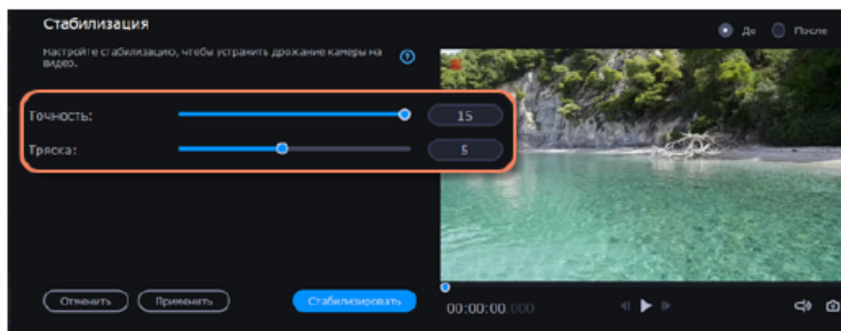 Стабилизация
До
После
Настройте стабилизацию, чтобы устранить дрожание камеры на
видео.
?
Точность:
15
Тряска:
5
Отменить
Применить
Стабилизировать
00:00:00.000